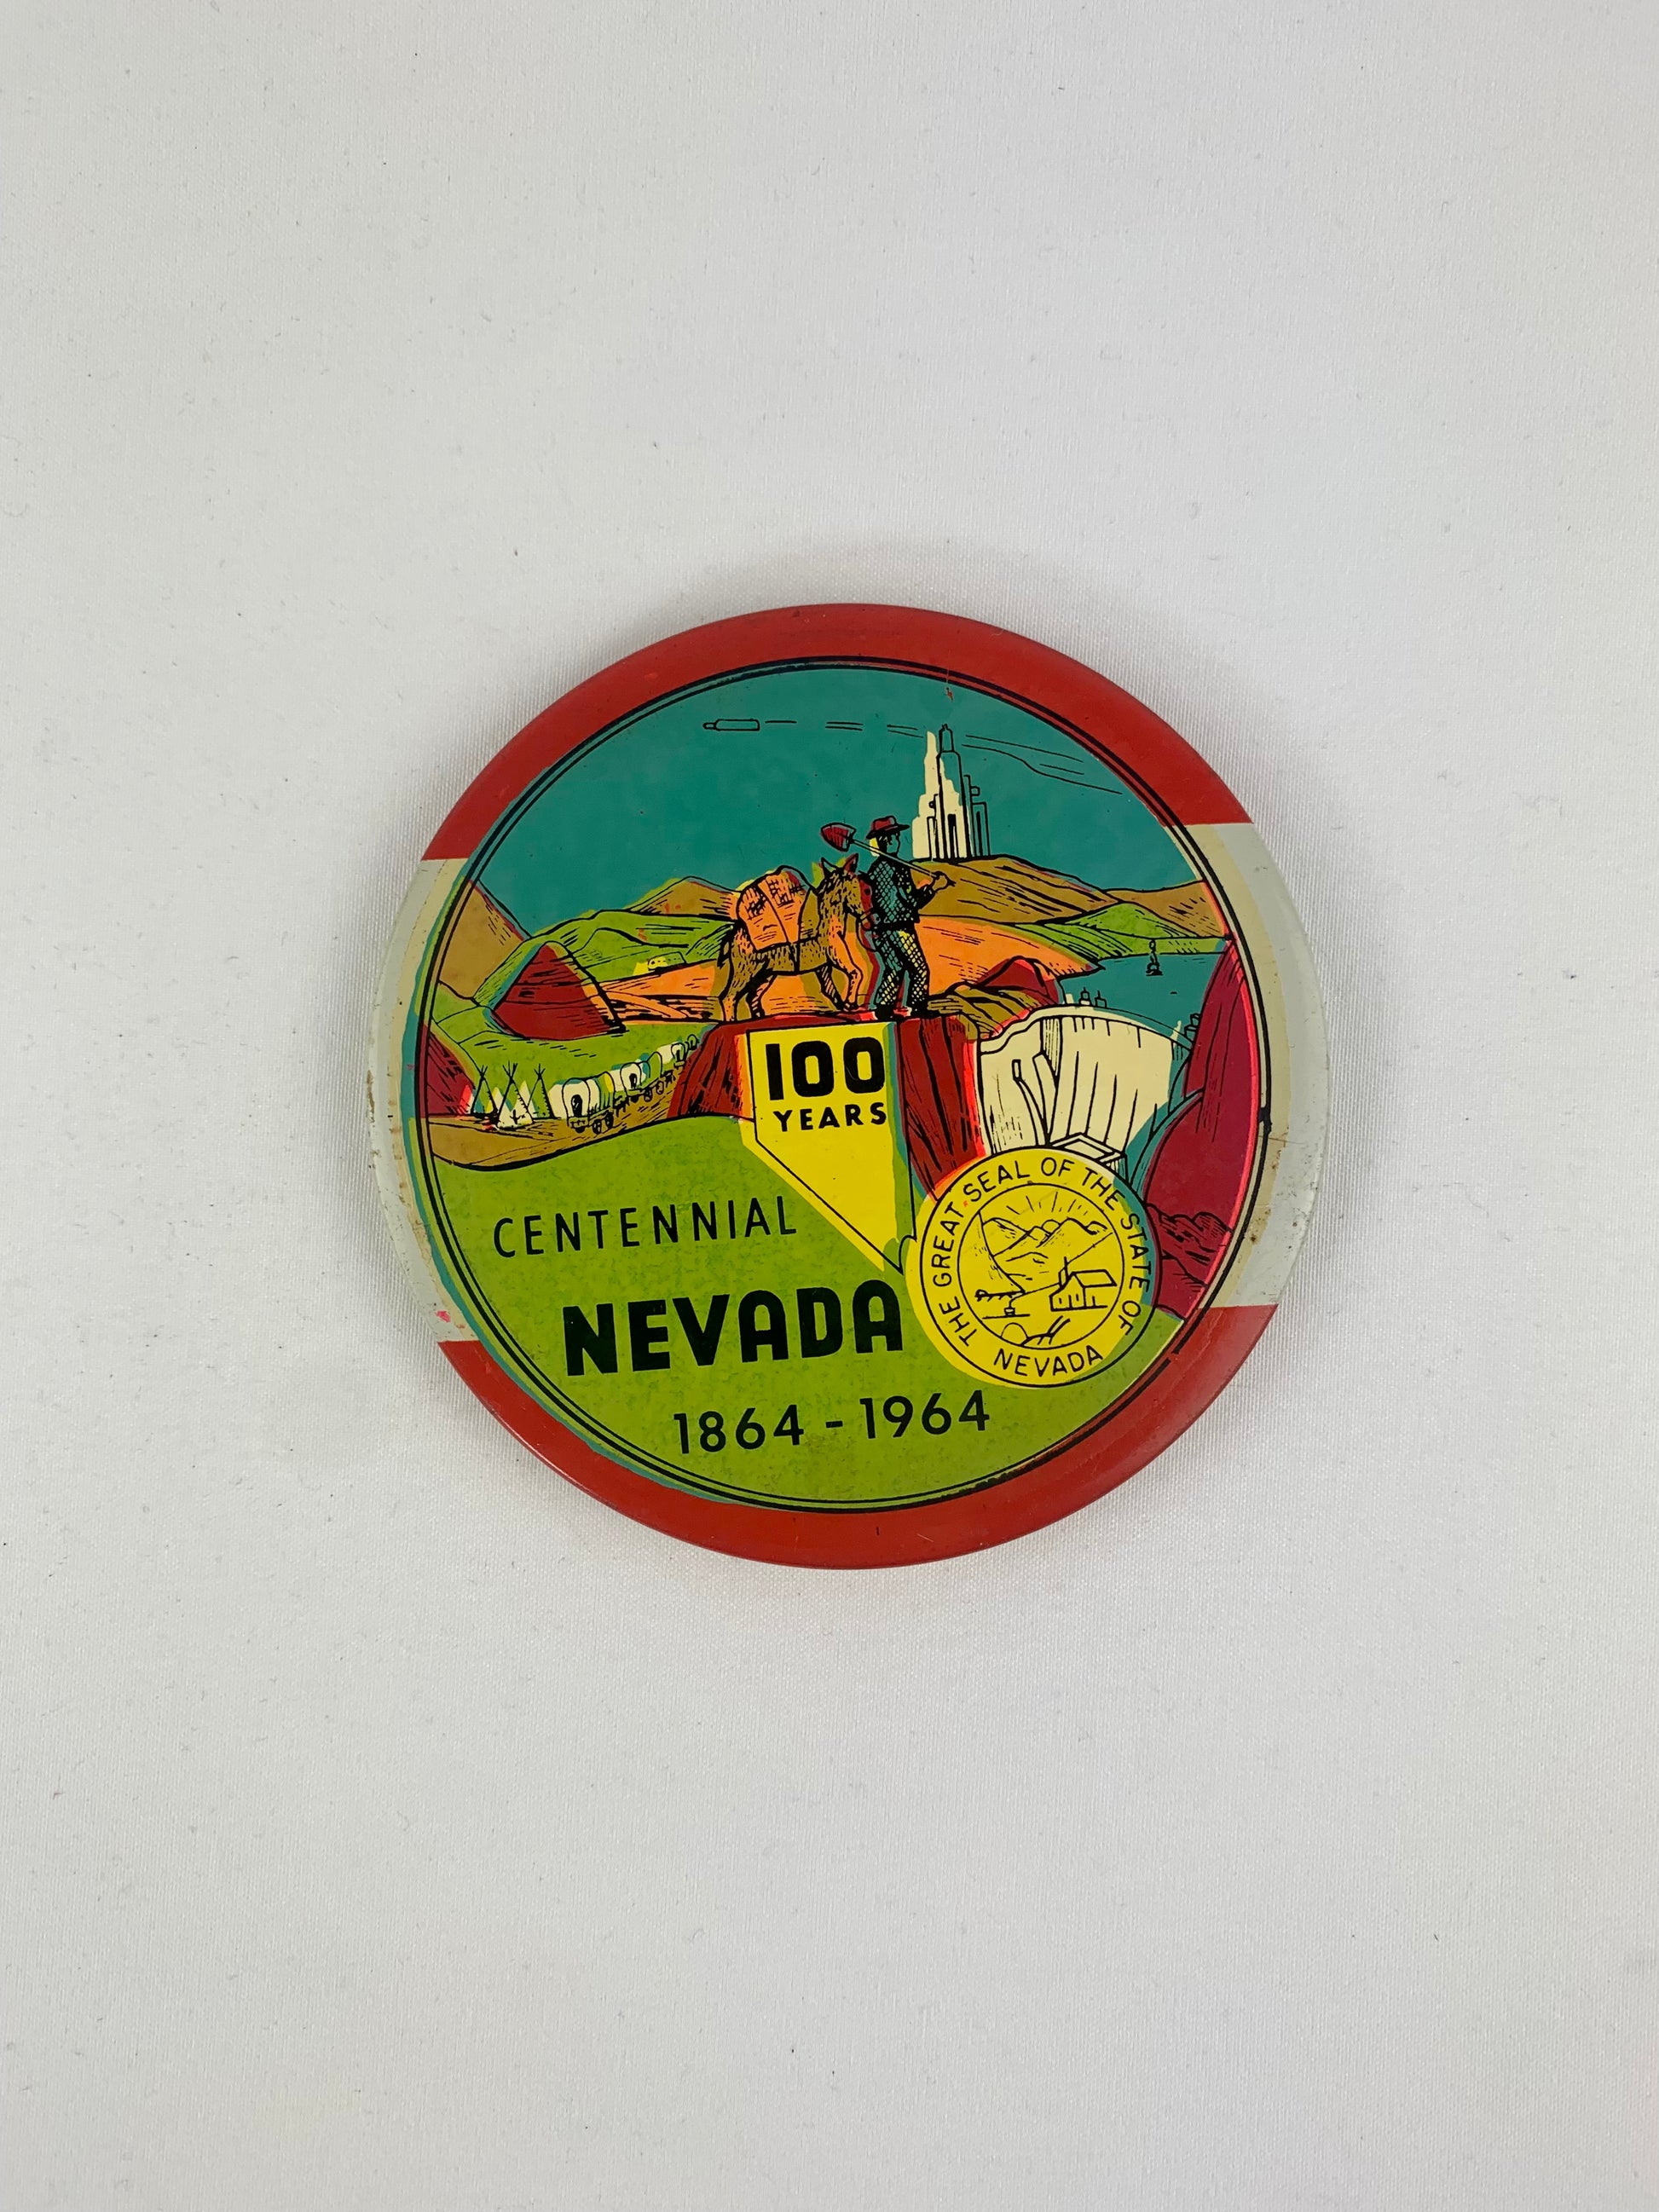 100
YEARS
CENTENNIAL
NEVADA
1864 - 1964
THE GREAT SEAL OF THE STATE OF
NEVADA